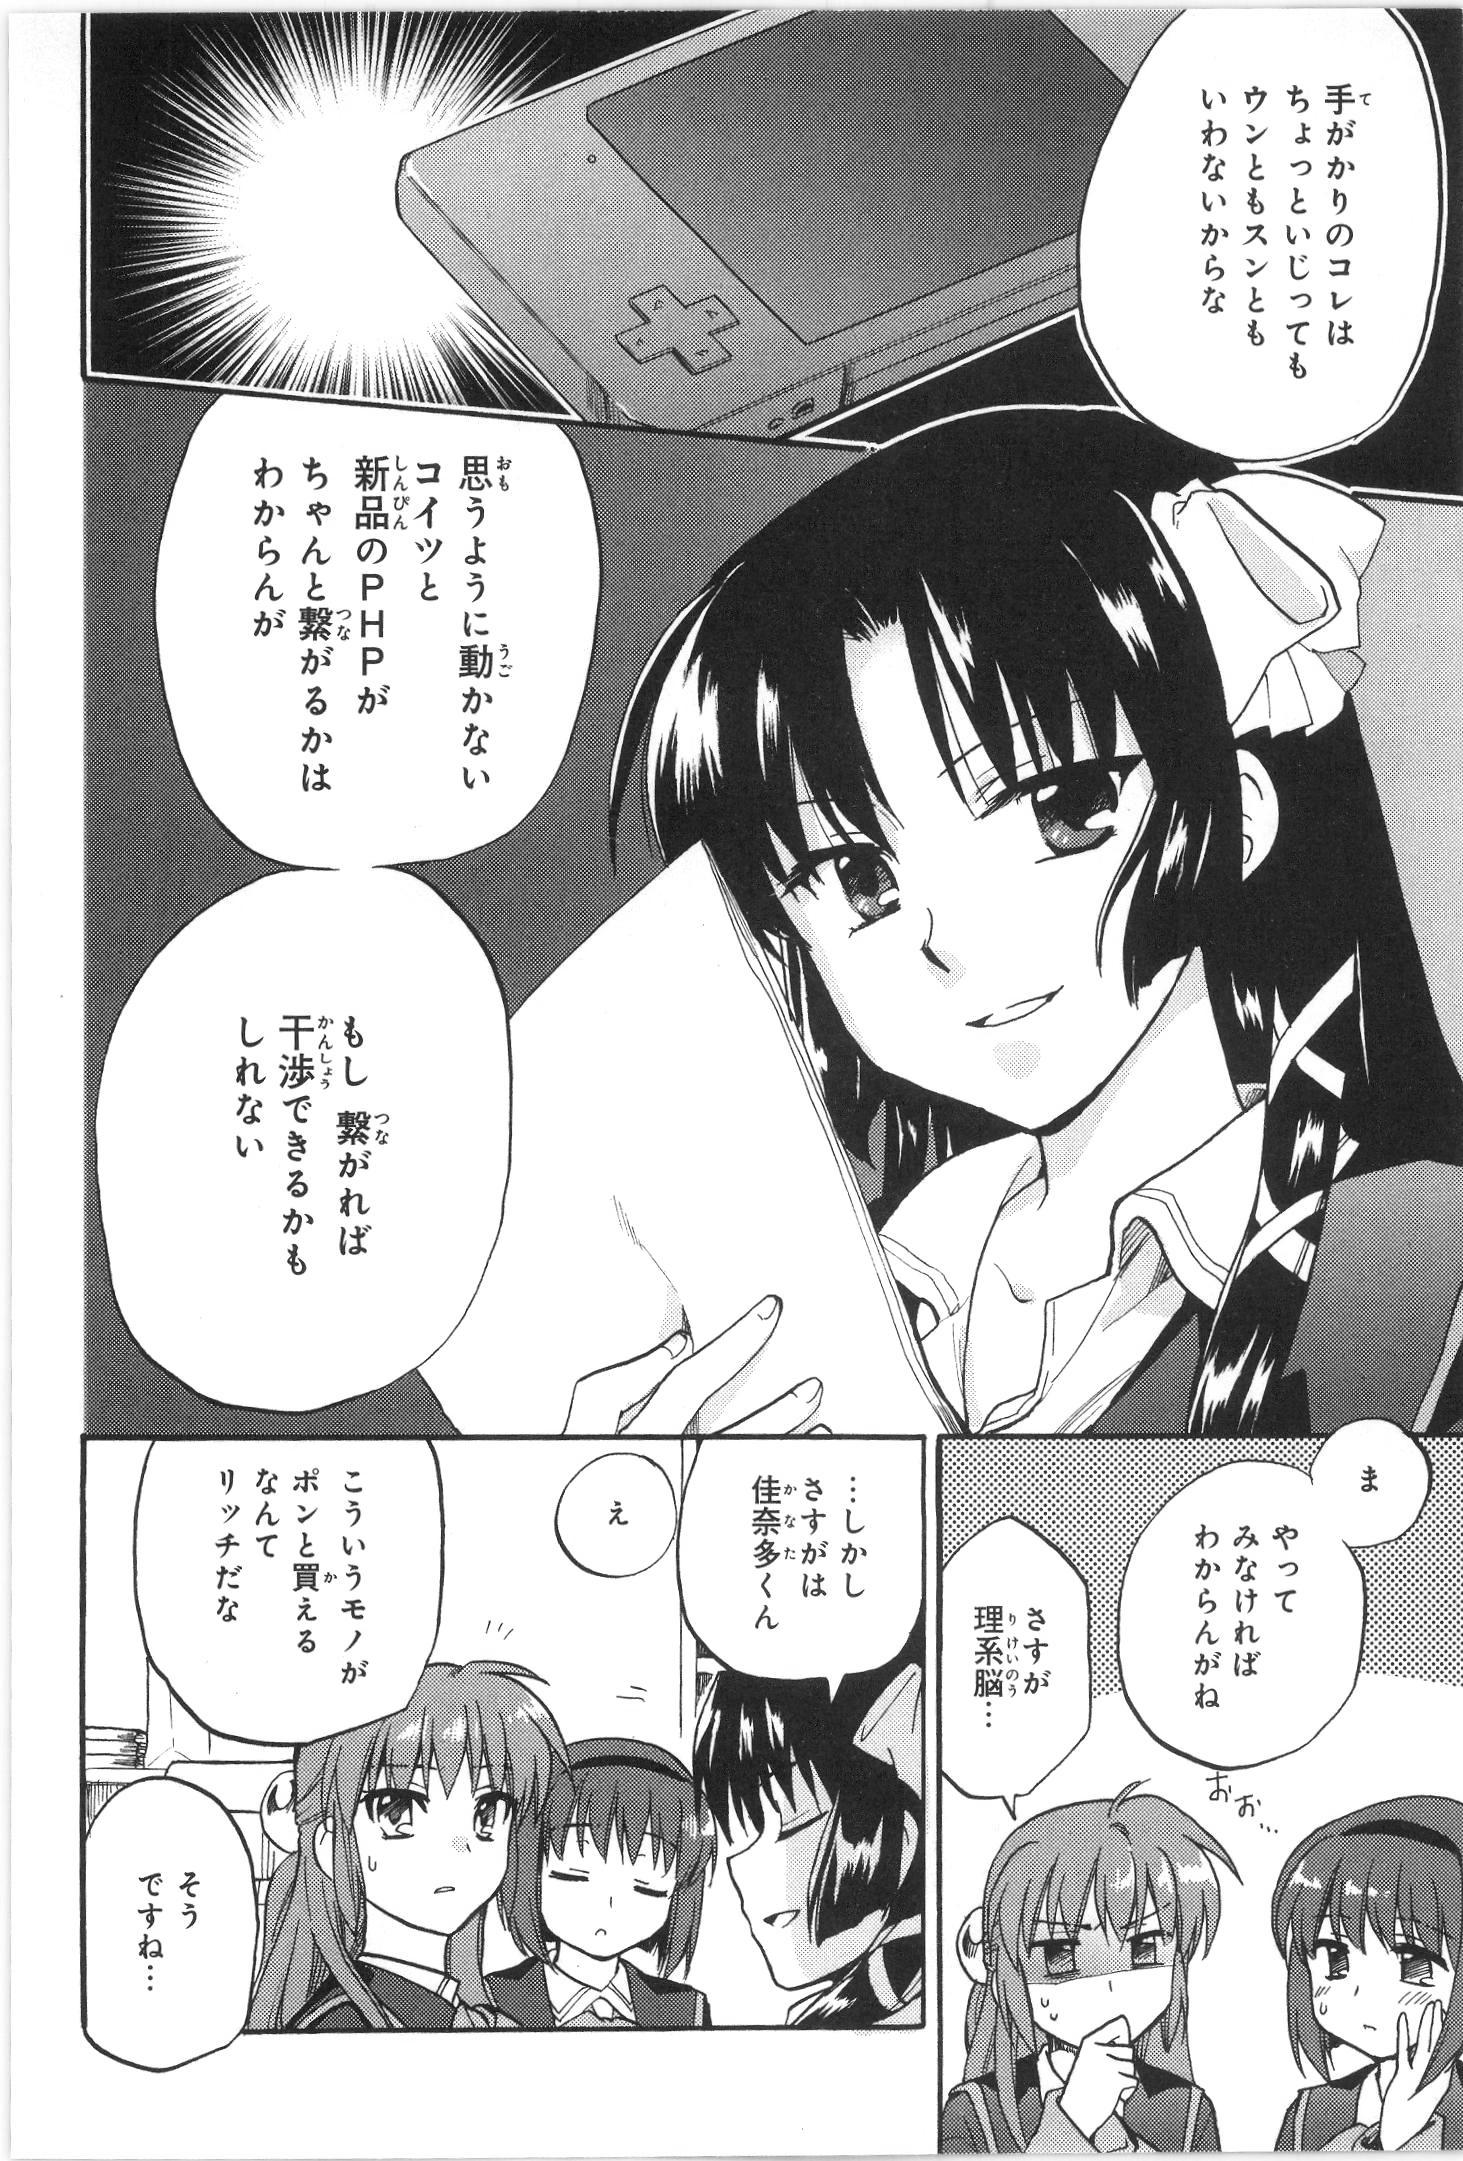 手がかりのコレは
ちょっといじっても
ウンともスンとも
いわないからな
思うように動かない
コイツと
新品のPHPが
ちゃんと繋がるかは
わからんが
もし 繋がれば
干渉できるかも
しれない
ま
やって
みなければ
わからんがね
さすが
理系脳…
おお…
…しかし
さすがは
佳奈多くん
え
こういうモノが
ポンと買える
なんて
リッチだな
そう
ですね…